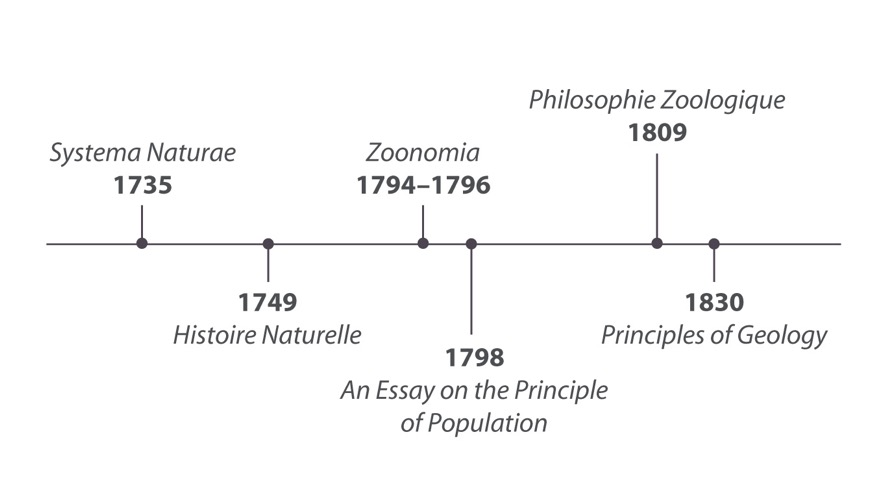 Systema Naturae
1735
1749
Histoire Naturelle
Zoonomia
1794–1796
1798
An Essay on the Principle
of Population
Philosophie Zoologique
1809
1830
Principles of Geology